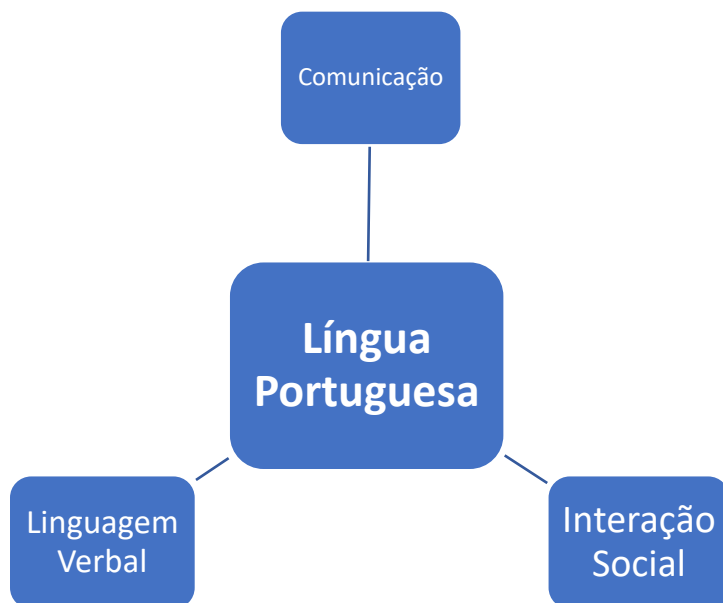 Comunicação
Língua
Portuguesa
Linguagem
Verbal
Interação
Social